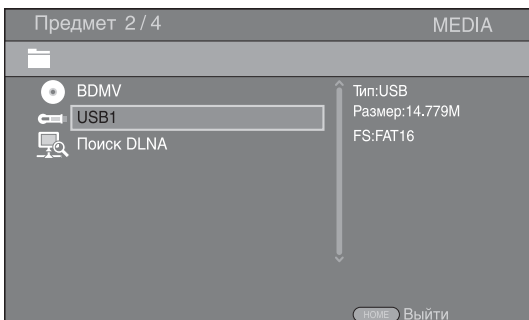 Предмет 2/4 MEDIA
BDMV
USB1
Поиск DLNA
Тип:USB
Размер:14.779M
FS:FAT16
HOME Выйти